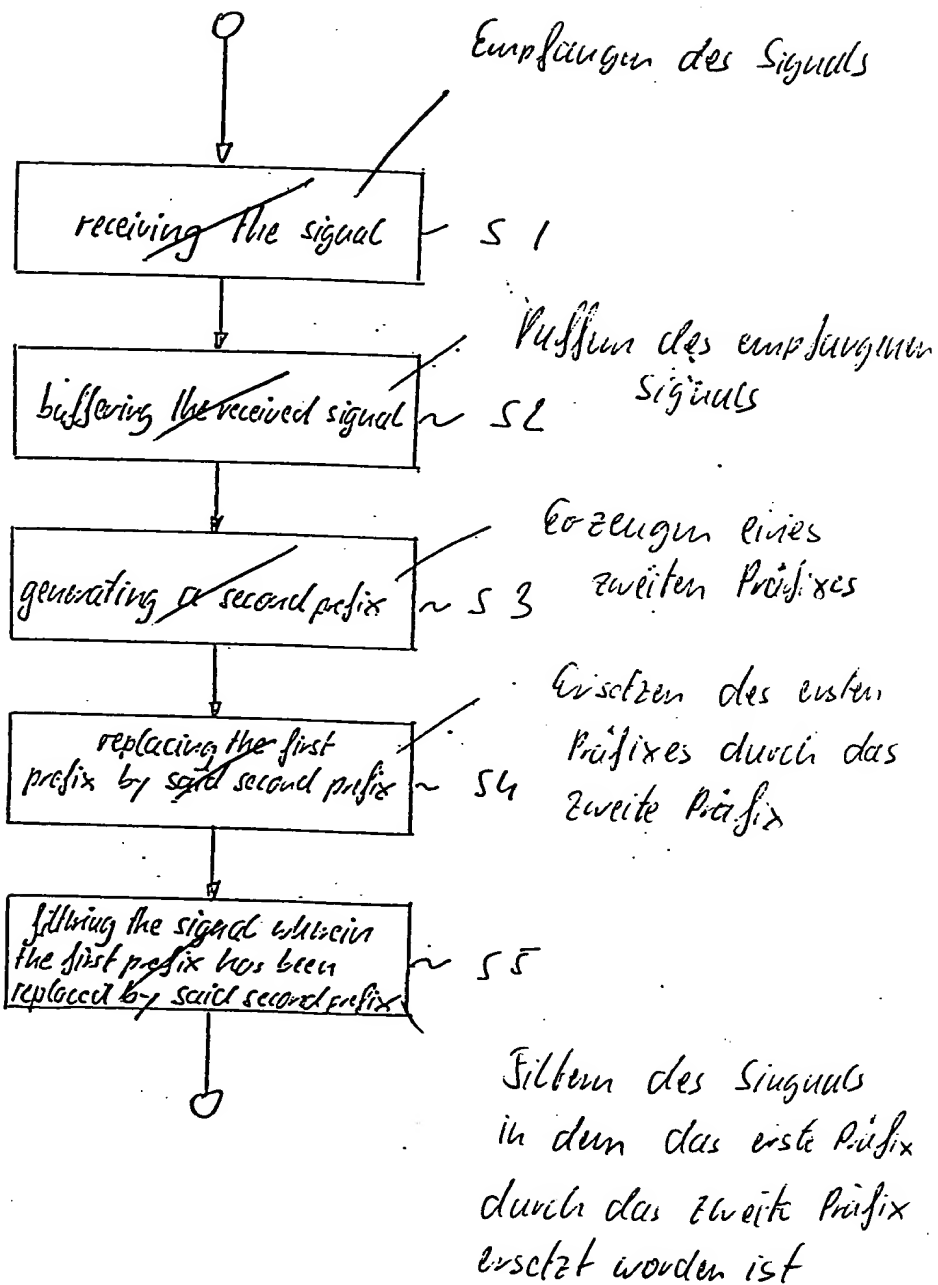 Empfangen des Signals
receiving the signal
S1
Puffern des empfangenen
Signals
buffering the received signal
S2
Erzeugen eines
zweiten Präfixes
generating a second prefix
S3
Ersetzen des ersten
Präfixes durch das
zweite Präfix
replacing the first
prefix by said second prefix
S4
filtering the signal wherein
the first prefix has been
replaced by said second prefix
S5
Filtern des Singnals
in dem das erste Präfix
durch das zweite Präfix
ersetzt worden ist